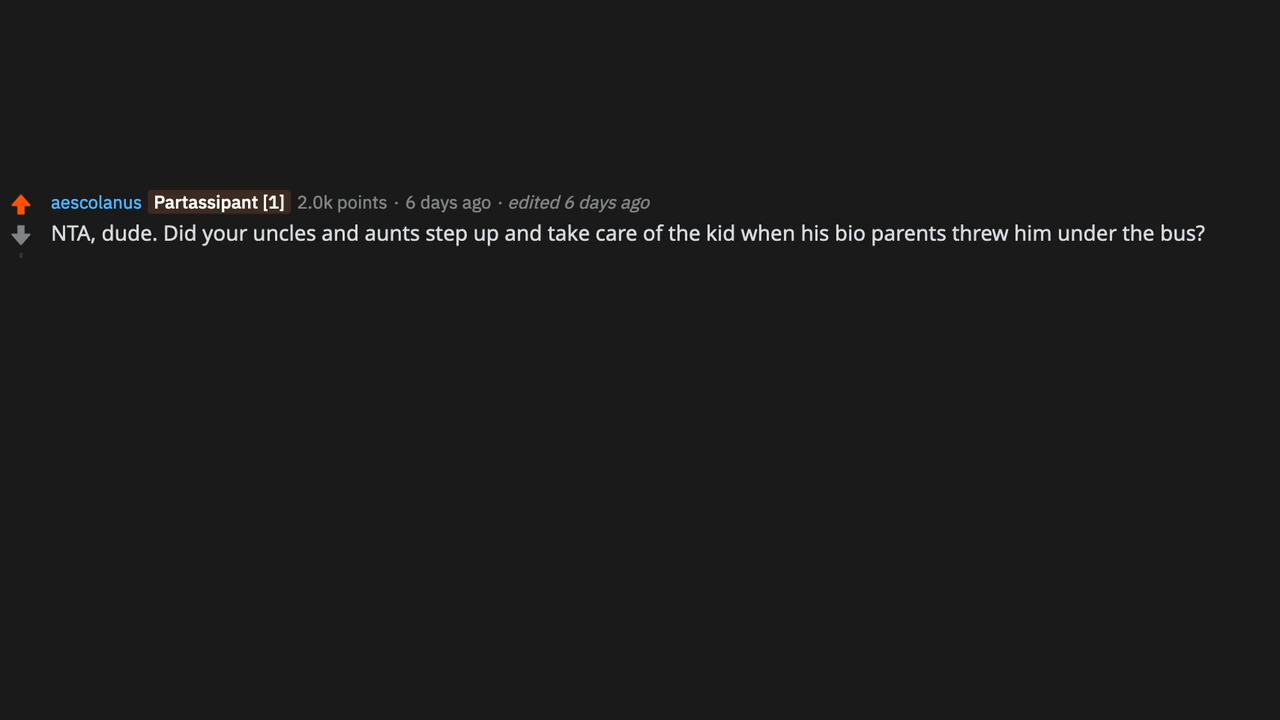 aescolanus Partassipant [1] 2.0k points · 6 days ago · edited 6 days ago
NTA, dude. Did your uncles and aunts step up and take care of the kid when his bio parents threw him under the bus?